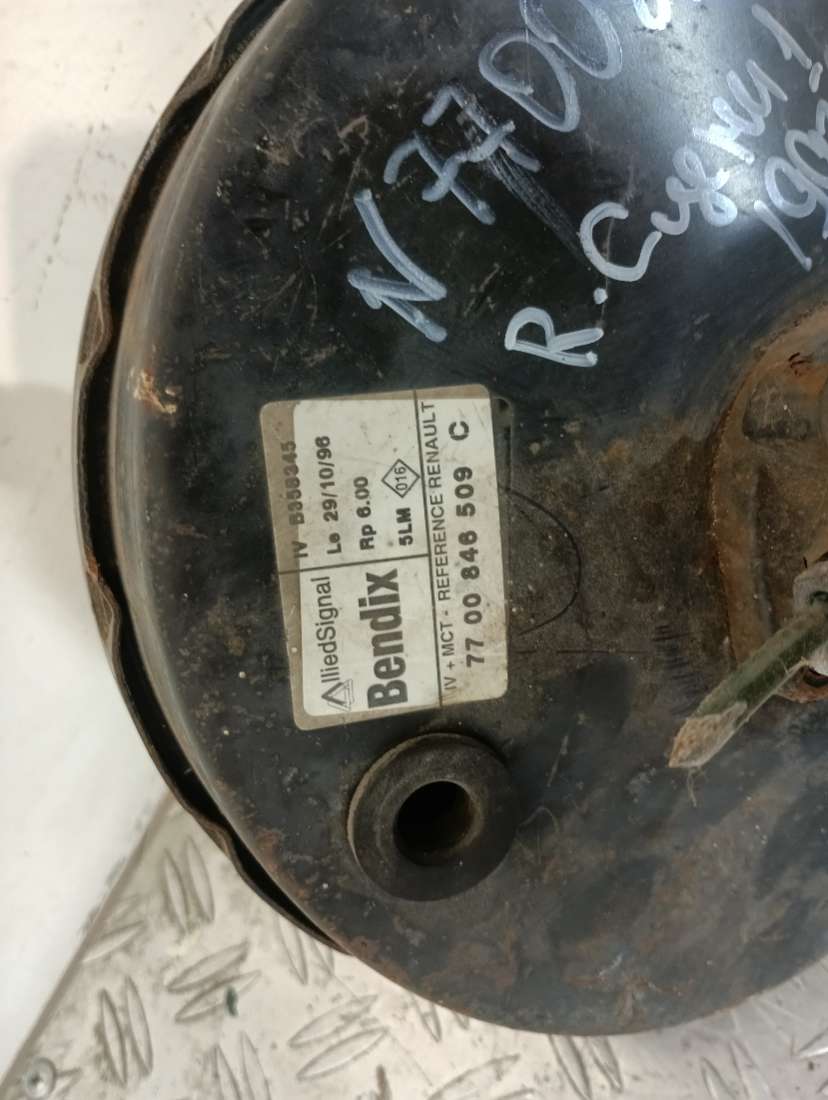 N 7700
R.
AlliedSignal
Bendix
IV B358345
Le 29/10/96
Rp 6.00
5LM 016
IV + MCT - REFERENCE RENAULT
77 00 846 509 C